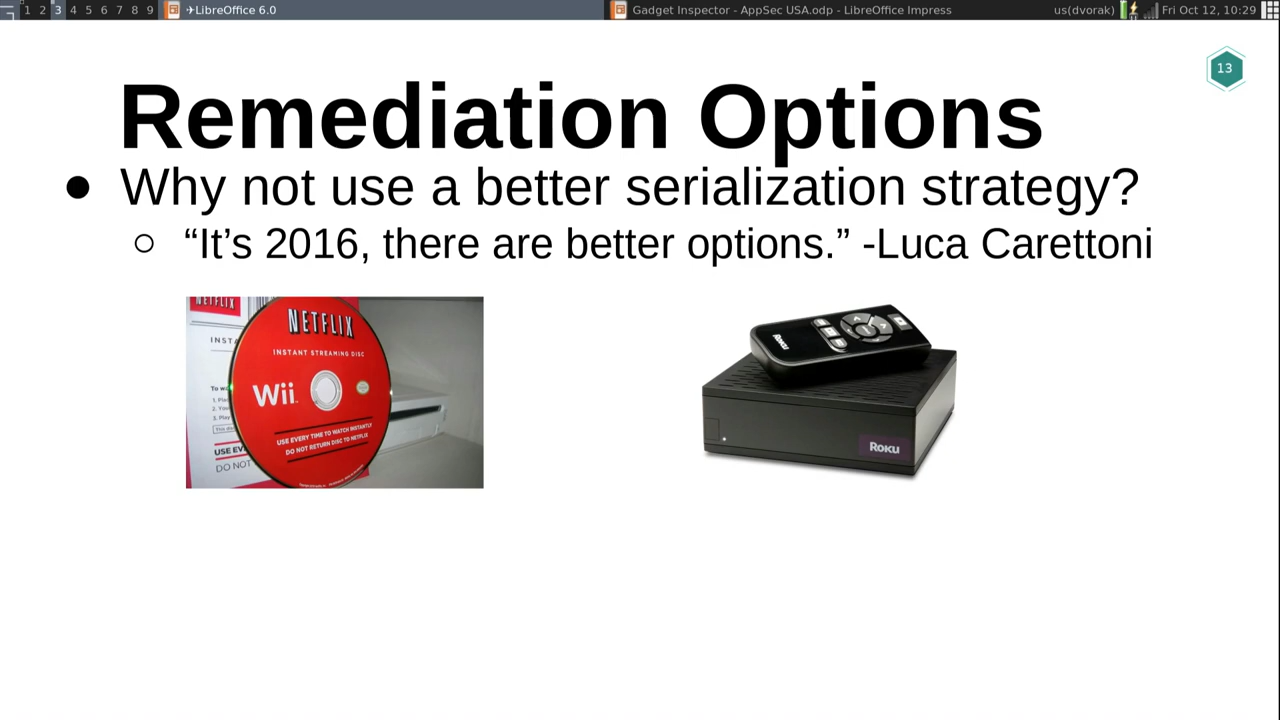 1 2 3 4 5 6 7 8 9 ✈LibreOffice 6.0 Gadget Inspector - AppSec USA.odp - LibreOffice Impress us(dvorak) Fri Oct 12, 10:29
13
Remediation Options
● Why not use a better serialization strategy?
○ “It’s 2016, there are better options.” -Luca Carettoni
NETFLIX
NETFLIX
INSTANT STREAMING DISC
INSTA
Wii
USE EVERY TIME TO WATCH INSTANTLY
DO NOT RETURN DISC TO NETFLIX
USE EV
DO NOT
Roku
Roku